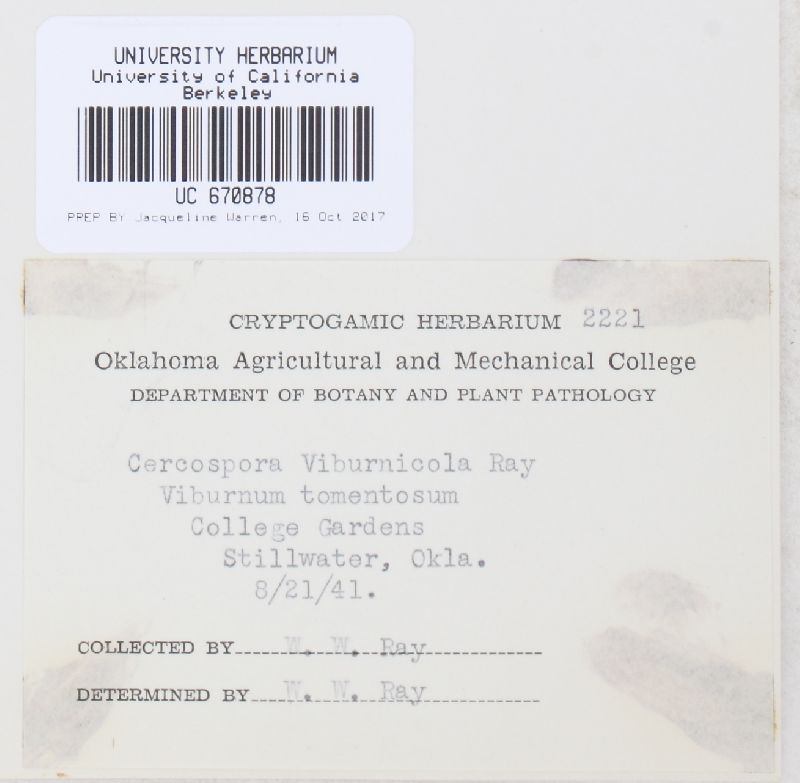 UNIVERSITY HERBARIUM
University of California
Berkeley
UC 670878
PREP BY Jacqueline Warren, 16 Oct 2017
CRYPTOGAMIC HERBARIUM 2221
Oklahoma Agricultural and Mechanical College
DEPARTMENT OF BOTANY AND PLANT PATHOLOGY
Cercospora Viburnicola Ray
Viburnum tomentosum
College Gardens
Stillwater, Okla.
8/21/41.
COLLECTED BY W. W. Ray
DETERMINED BY W. W. Ray